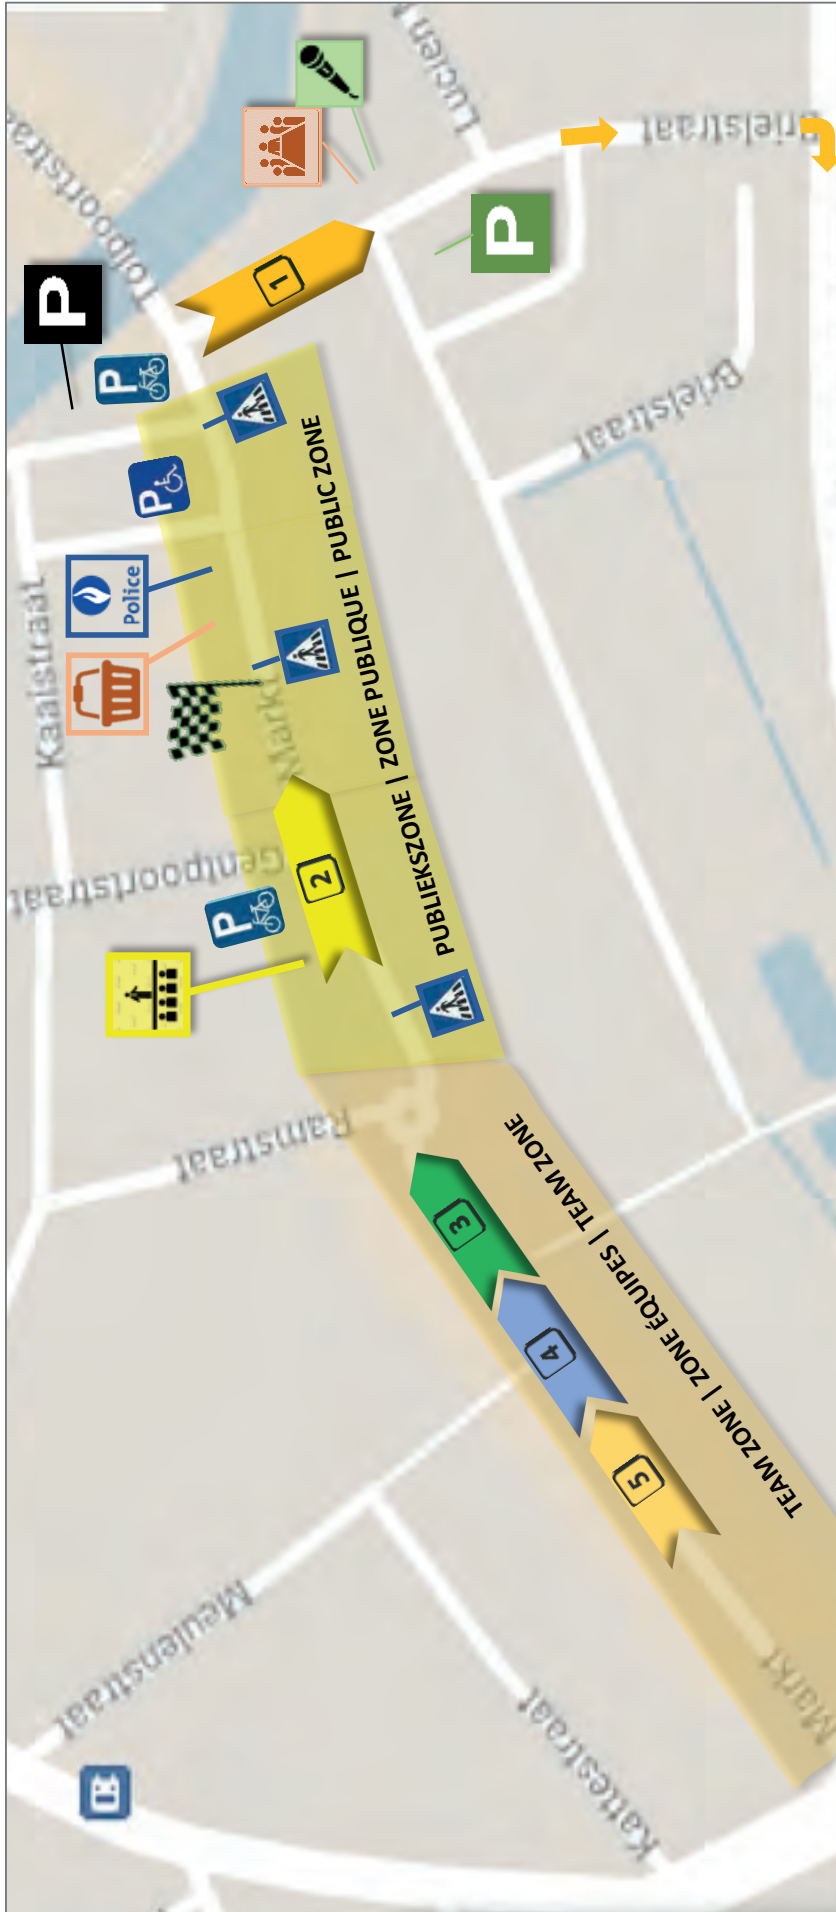 Tolpoortstraat
Lucien
Brielstraat
P
1
P
P
P
Police
Kaaistraat
Markt
Brielstraat
PUBLIEKSZONE | ZONE PUBLIQUE | PUBLIC ZONE
Gentpoortstraat
2
P
Ramstraat
3
4
5
TEAM ZONE | ZONE ÉQUIPES | TEAM ZONE
Meulenstraat
Kattestraat
Markt